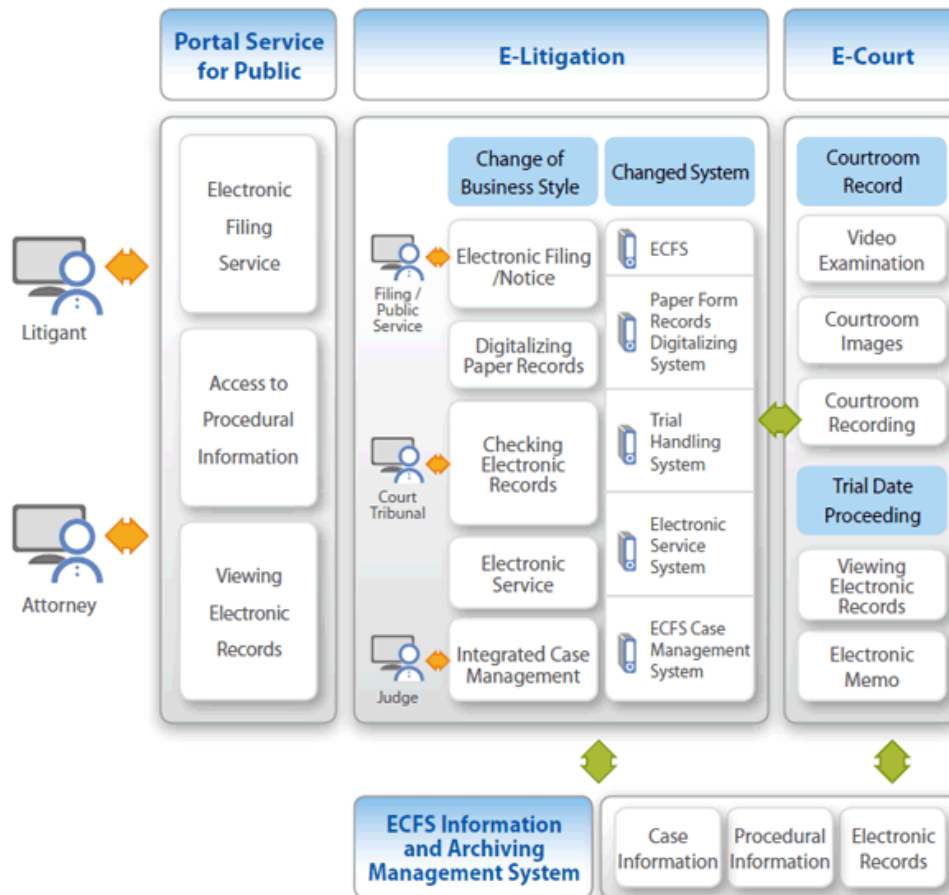 Portal Service
for Public
E-Litigation
E-Court
Litigant
Attorney
Electronic
Filing
Service
Access to
Procedural
Information
Viewing
Electronic
Records
Filing /
Public
Service
Court
Tribunal
Judge
Change of
Business Style
Electronic Filing
/Notice
Digitalizing
Paper Records
Checking
Electronic
Records
Electronic
Service
Integrated Case
Management
Changed System
ECFS
Paper Form
Records
Digitalizing
System
Trial
Handling
System
Electronic
Service
System
ECFS Case
Management
System
Courtroom
Record
Video
Examination
Courtroom
Images
Courtroom
Recording
Trial Date
Proceeding
Viewing
Electronic
Records
Electronic
Memo
ECFS Information
and Archiving
Management System
Case
Information
Procedural
Information
Electronic
Records